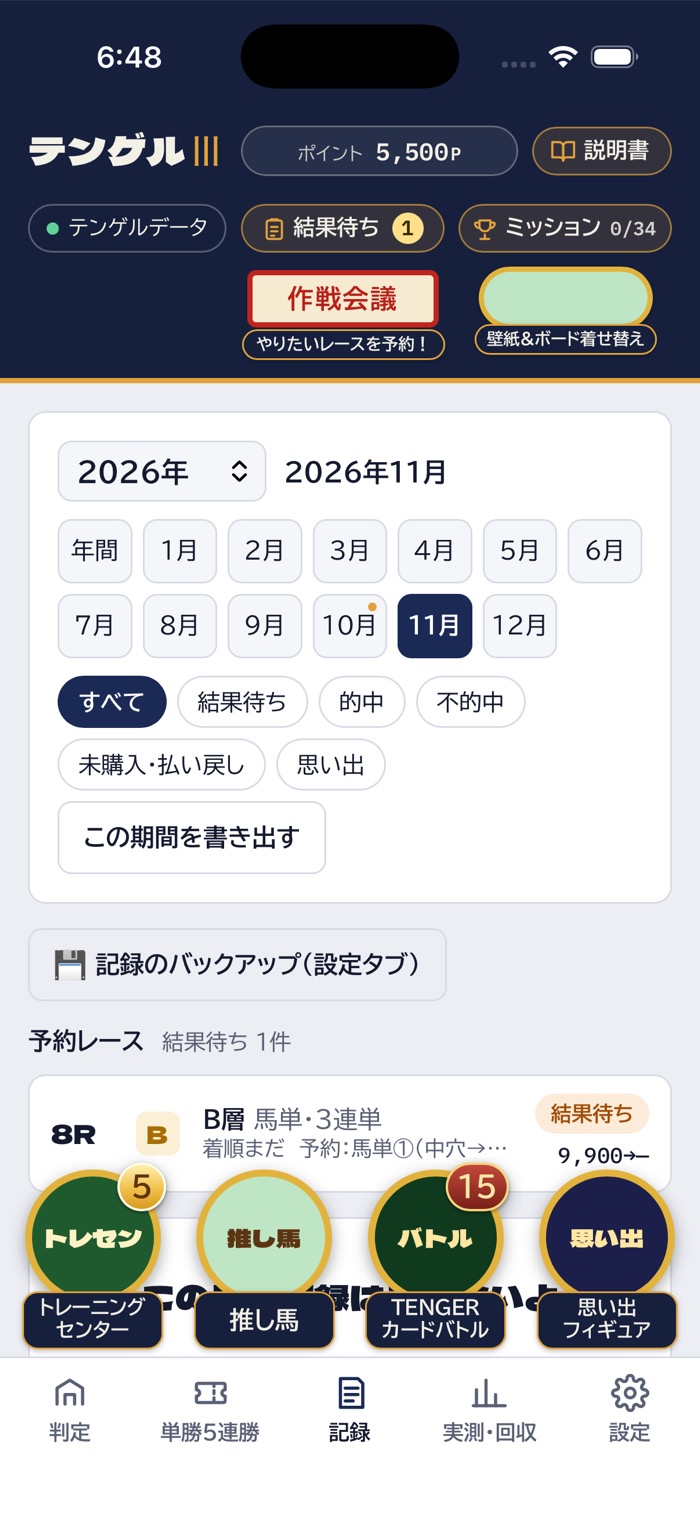 6:48
テンゲル
ポイント 5,500P
説明書
テンゲルデータ
結果待ち 1
ミッション 0/34
作戦会議
やりたいレースを予約！
壁紙&ボード着せ替え
2026年
2026年11月
年間 1月 2月 3月 4月 5月 6月
7月 8月 9月 10月 11月 12月
すべて 結果待ち 的中 不的中
未購入・払い戻し 思い出
この期間を書き出す
記録のバックアップ（設定タブ）
予約レース 結果待ち 1件
8R B B層 馬単・3連単 結果待ち
着順まだ 予約：馬単①（中穴→… 9,900→—
5 15
トレセン 推し馬 バトル 思い出
この
トレーニング
センター
推し馬
TENGER
カードバトル
思い出
フィギュア
判定 単勝5連勝 記録 実測・回収 設定